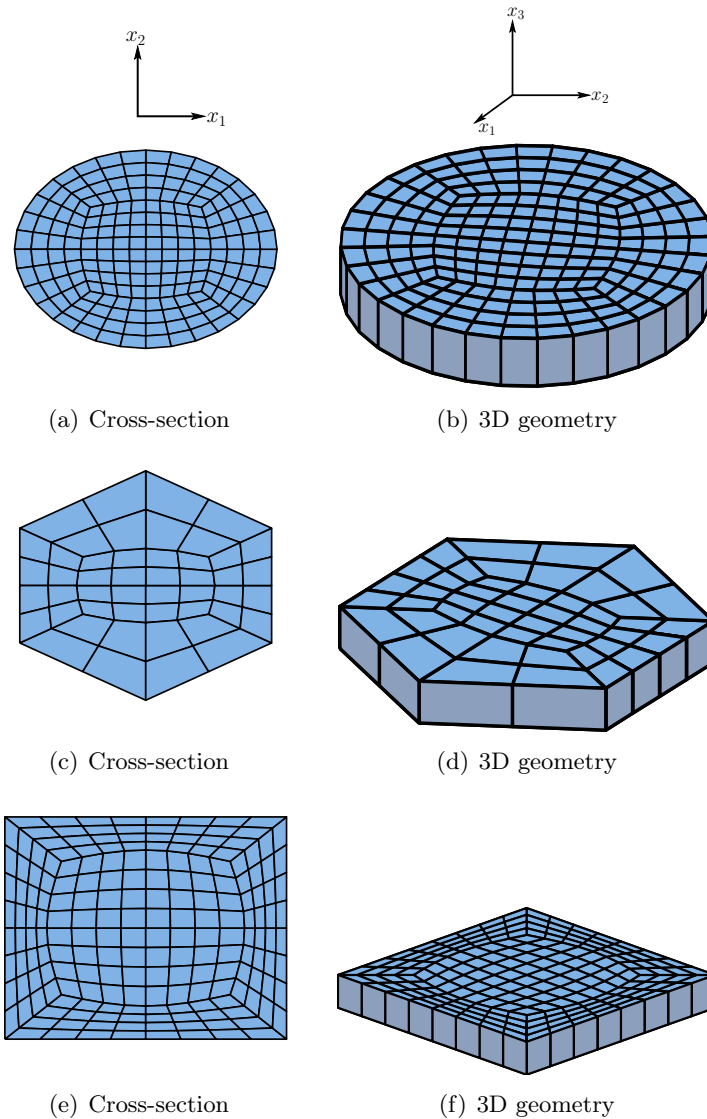 x₂ x₃
x₁ x₂
x₁
(a) Cross-section (b) 3D geometry
(c) Cross-section (d) 3D geometry
(e) Cross-section (f) 3D geometry